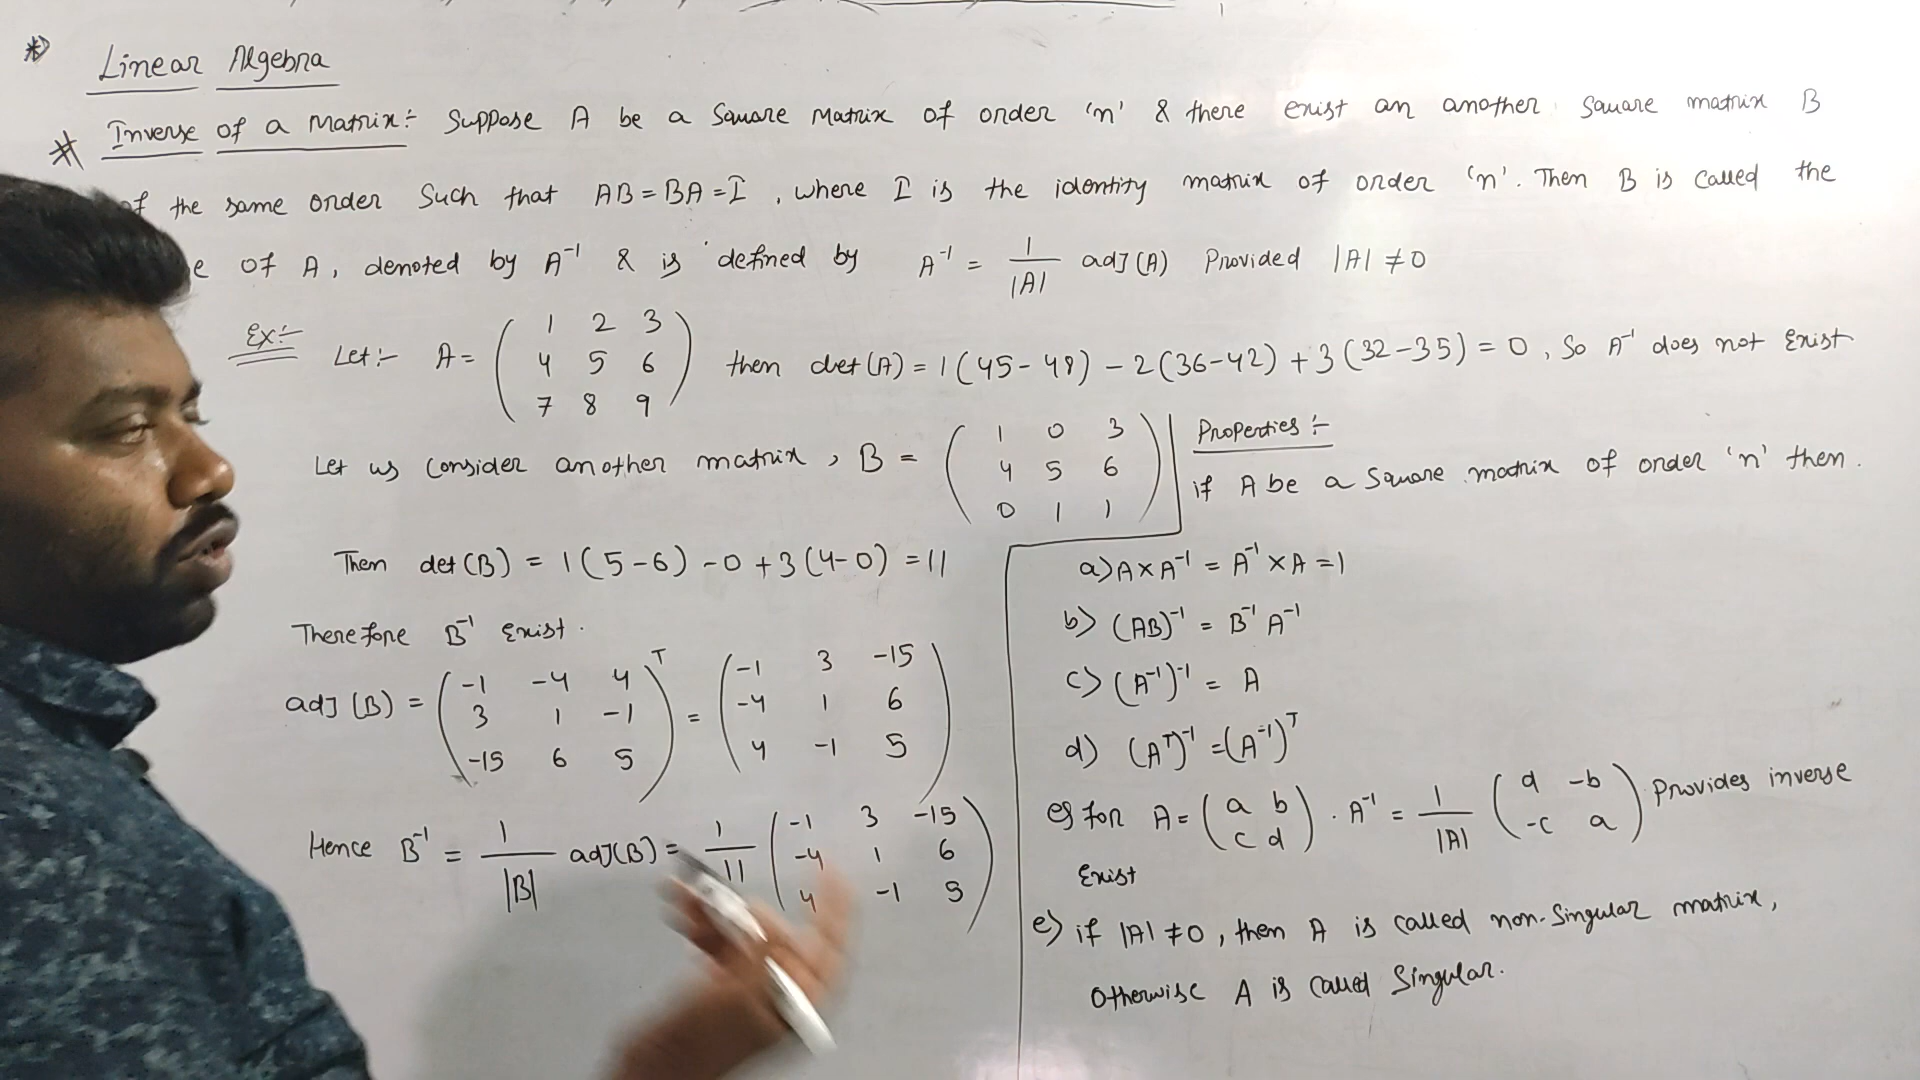 Linear Algebra
Inverse of a Matrix:- Suppose A be a Square Matrix of order 'n' & there exist an another square matrix B
of the same order Such that AB = BA = I , where I is the identity matrix of order 'n'. Then B is called the
e of A, denoted by A⁻¹ & is defined by A⁻¹ = 1/|A| adj (A) Provided |A| ≠ 0
Ex:- Let:- A = ( 1 2 3
4 5 6
7 8 9 ) then det (A) = 1(45-48) - 2(36-42) + 3(32-35) = 0 , So A⁻¹ does not Exist
Let us Consider another matrix , B = ( 1 0 3
4 5 6
0 1 1 )
Then det (B) = 1(5-6) -0 +3(4-0) = 11
Therefore B⁻¹ Exist .
adj (B) = ( -1 -4 4
3 1 -1
-15 6 5 )ᵀ = ( -1 3 -15
-4 1 6
4 -1 5 )
Hence B⁻¹ = 1/|B| adj(B) = 1/11 ( -1 3 -15
-4 1 6
4 -1 5 )
Properties :-
if A be a Square matrix of order 'n' then .
a) A × A⁻¹ = A⁻¹ × A = 1
b) (AB)⁻¹ = B⁻¹ A⁻¹
c) (A⁻¹)⁻¹ = A
d) (Aᵀ)⁻¹ = (A⁻¹)ᵀ
e) for A = ( a b
c d ) . A⁻¹ = 1/|A| ( d -b
-c a ) Provides inverse
Exist
e) if |A| ≠ 0 , then A is called non-Singular matrix ,
Otherwise A is called Singular.